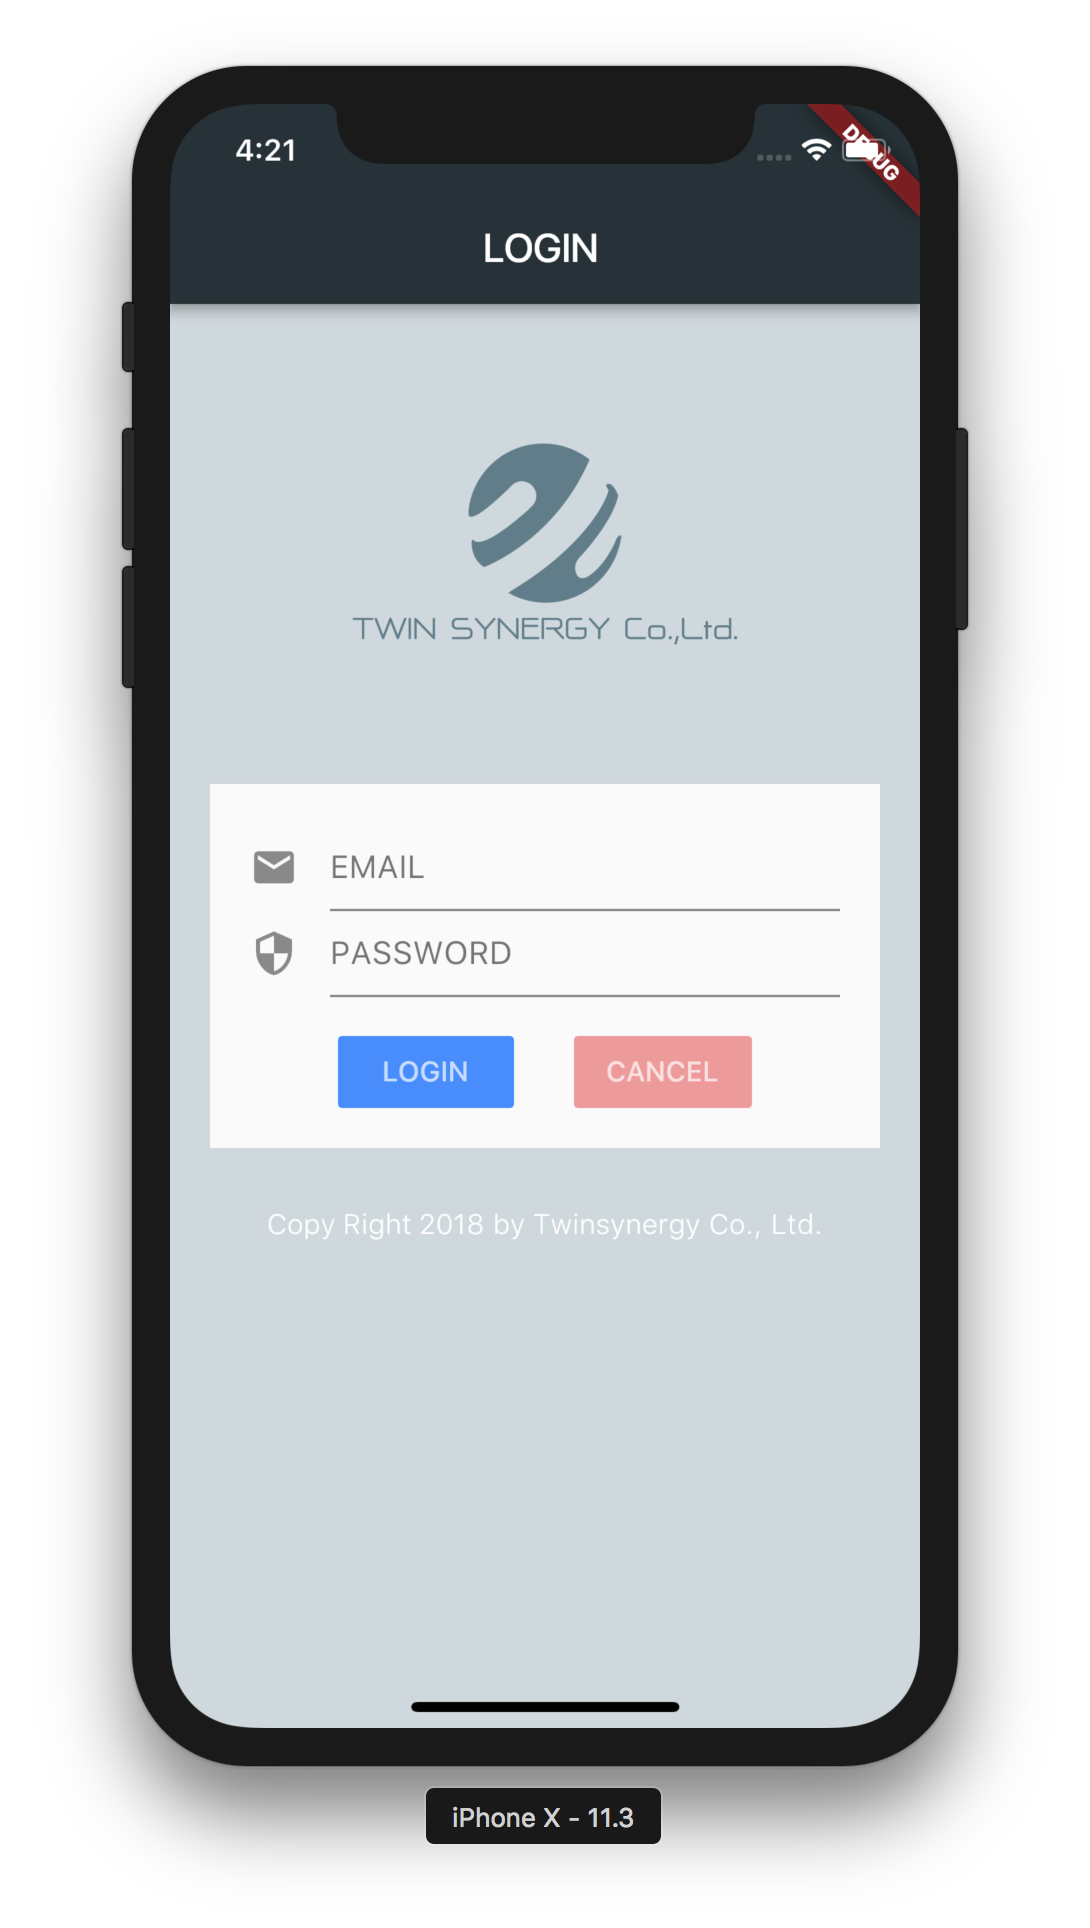 4:21
DEBUG
LOGIN
TWIN SYNERGY Co.,Ltd.
EMAIL
PASSWORD
LOGIN
CANCEL
Copy Right 2018 by Twinsynergy Co., Ltd.
iPhone X - 11.3